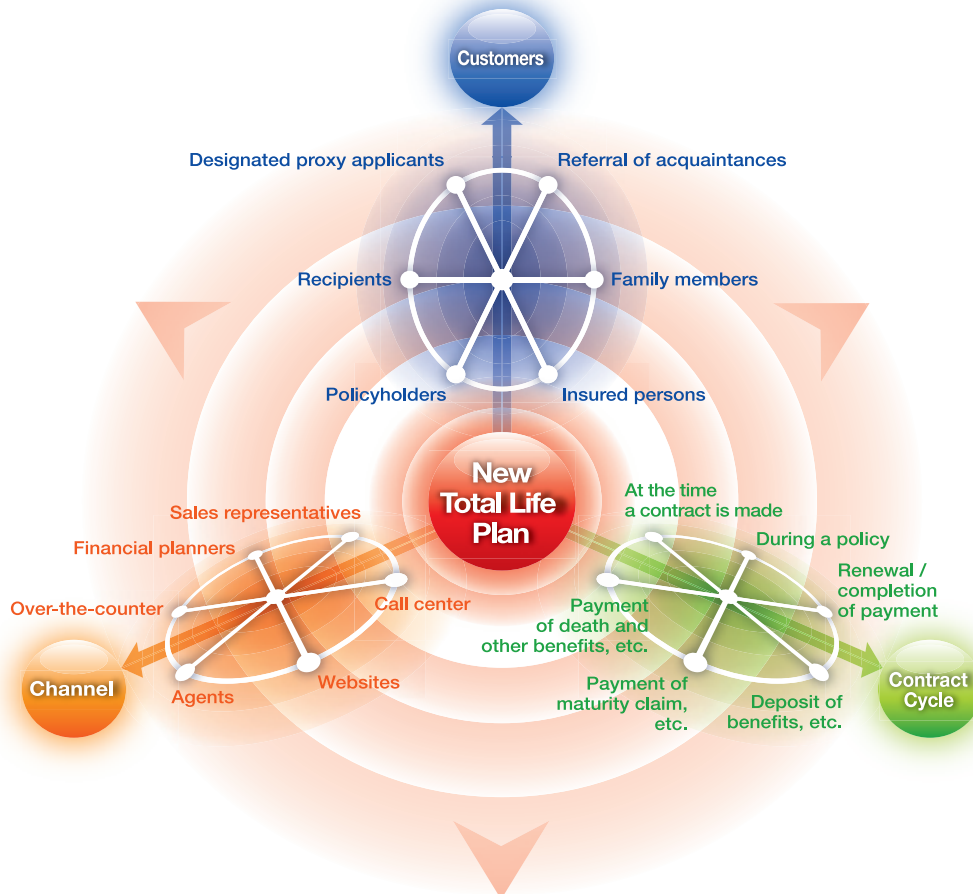 Customers
Designated proxy applicants
Referral of acquaintances
Recipients
Family members
Policyholders
Insured persons
New
Total Life
Plan
Sales representatives
Financial planners
Over-the-counter
Call center
Channel
Agents
Websites
At the time
a contract is made
During a policy
Renewal /
completion
of payment
Payment
of death and
other benefits, etc.
Payment of
maturity claim,
etc.
Deposit of
benefits, etc.
Contract
Cycle